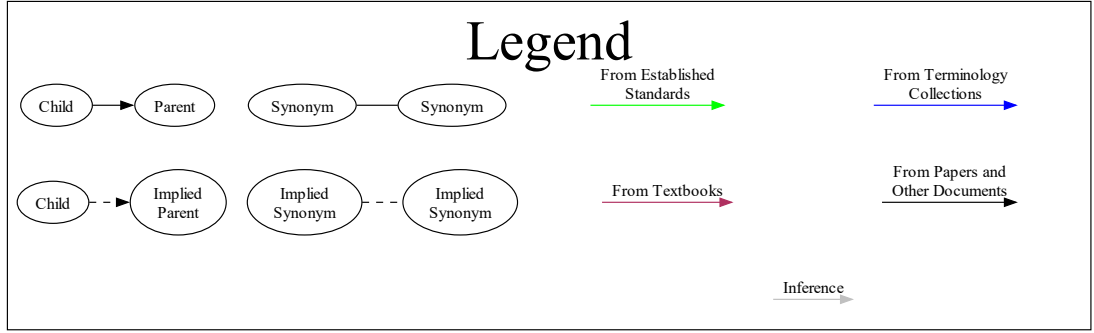 Legend
Child
Parent
Synonym
Synonym
From Established
Standards
From Terminology
Collections
Child
Implied
Parent
Implied
Synonym
Implied
Synonym
From Textbooks
From Papers and
Other Documents
Inference